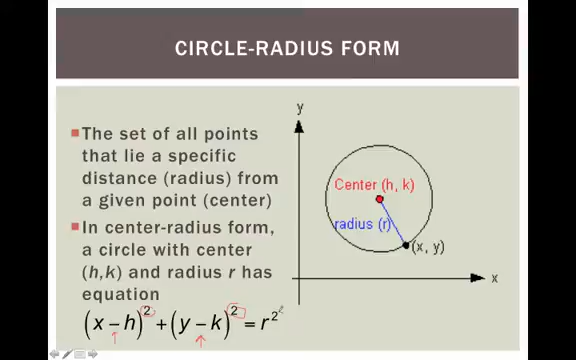 CIRCLE-RADIUS FORM
The set of all points
that lie a specific
distance (radius) from
a given point (center)
In center-radius form,
a circle with center
(h,k) and radius r has
equation
(x – h)² + (y – k)² = r²
y
Center (h, k)
radius (r)
(x, y)
x